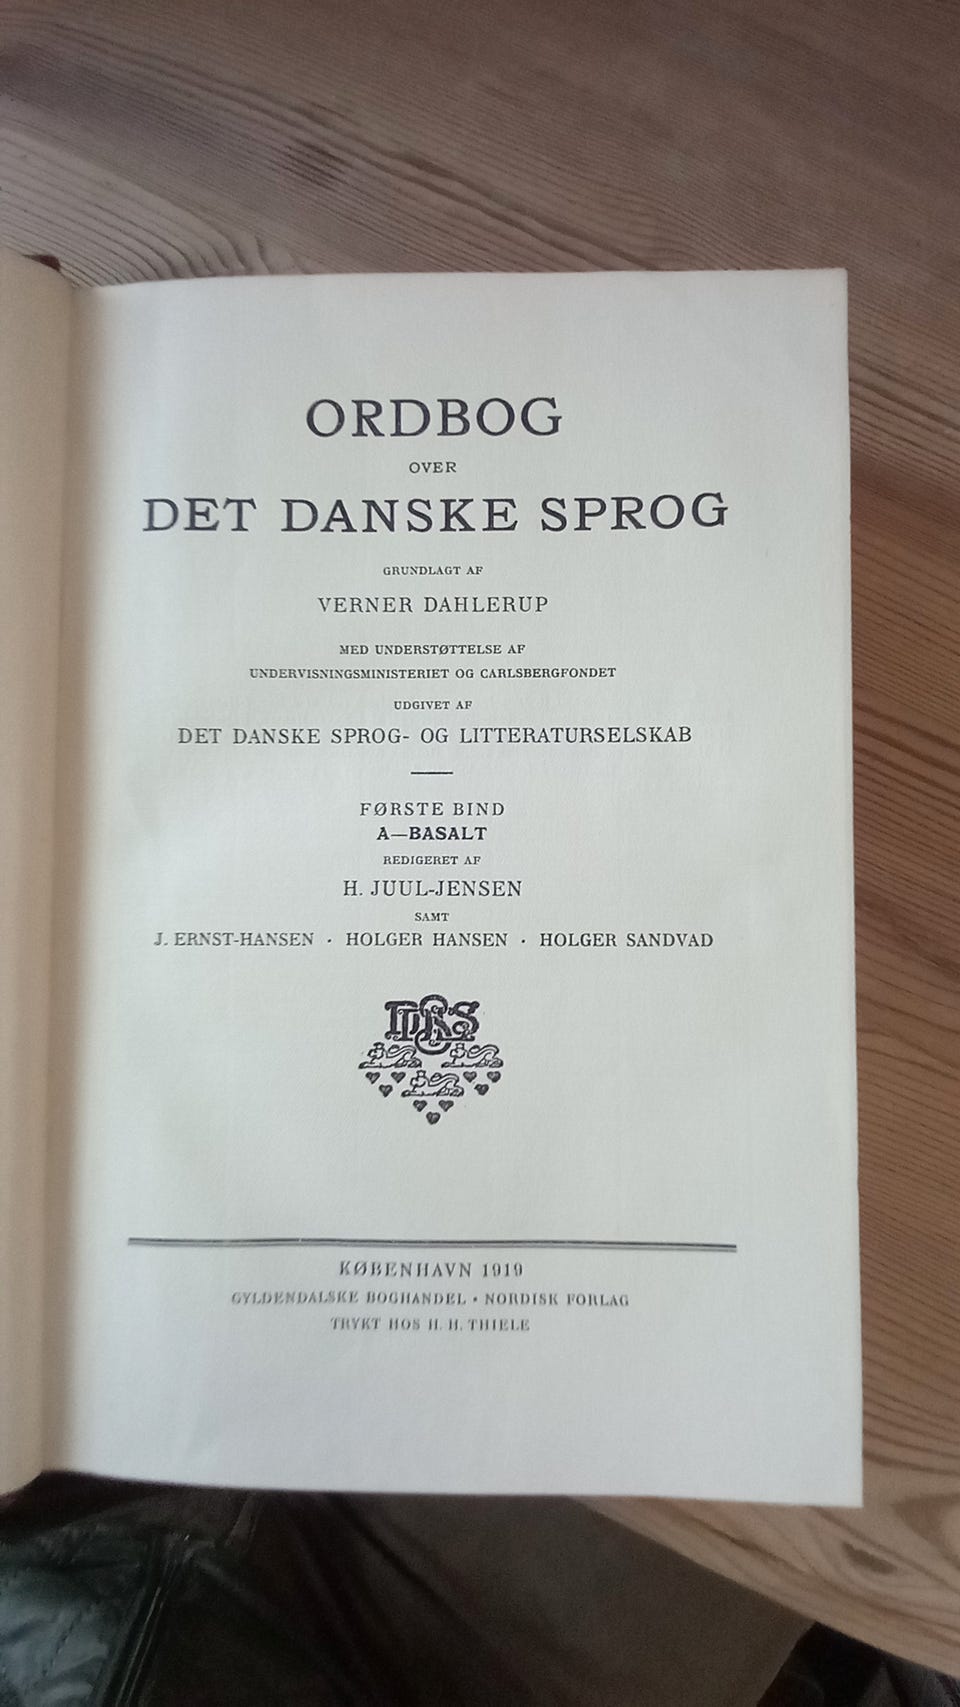 ORDBOG
OVER
DET DANSKE SPROG
GRUNDLAGT AF
VERNER DAHLERUP
MED UNDERSTØTTELSE AF
UNDERVISNINGSMINISTERIET OG CARLSBERGFONDET
UDGIVET AF
DET DANSKE SPROG- OG LITTERATURSELSKAB
FØRSTE BIND
A—BASALT
REDIGERET AF
H. JUUL-JENSEN
SAMT
J. ERNST-HANSEN · HOLGER HANSEN · HOLGER SANDVAD
KØBENHAVN 1919
GYLDENDALSKE BOGHANDEL · NORDISK FORLAG
TRYKT HOS H. H. THIELE